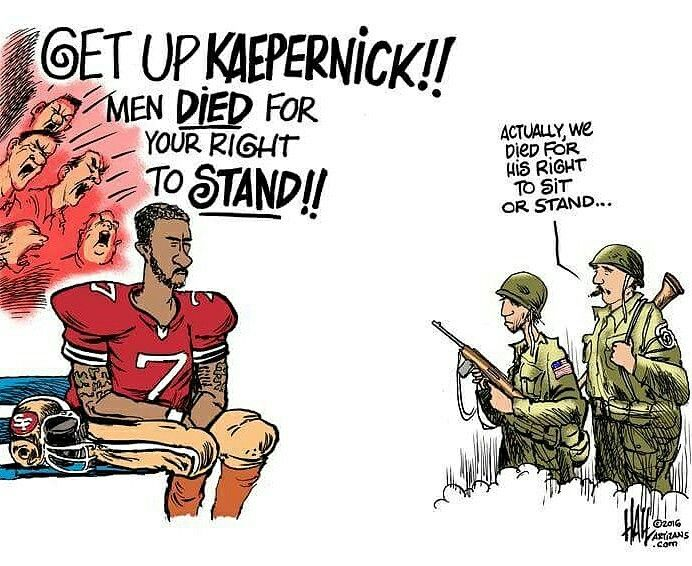 GET UP KAEPERNICK!!
MEN DIED FOR
YOUR RIGHT
TO STAND!!
ACTUALLY, WE
DIED FOR
HIS RIGHT
TO SIT
OR STAND...
7
7
7
SF
©2016
ARTIZANS
.COM